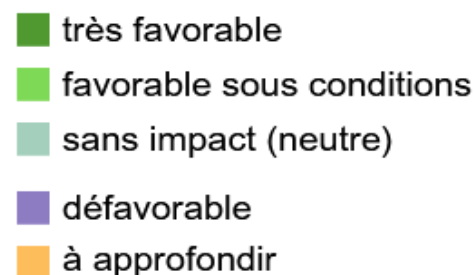 très favorable
favorable sous conditions
sans impact (neutre)
défavorable
à approfondir